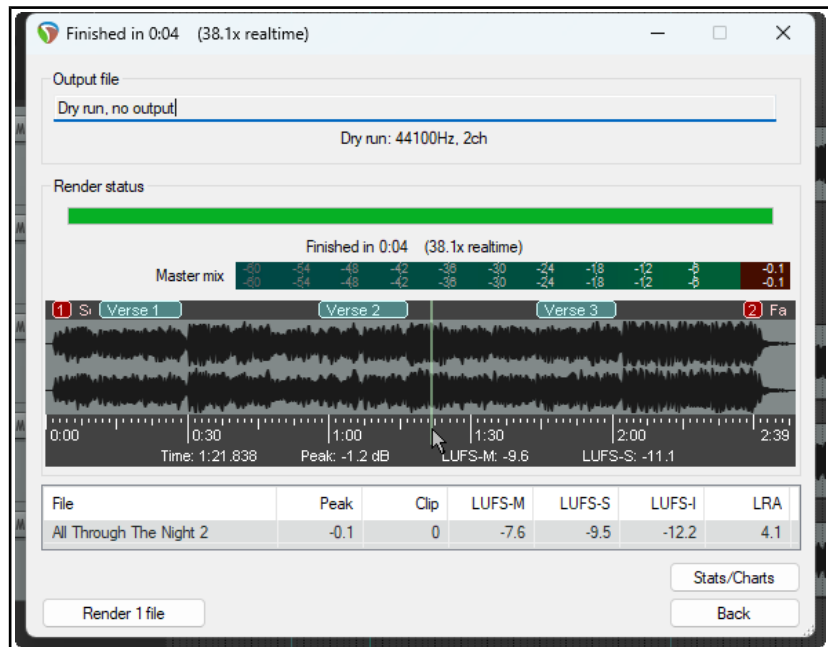 Finished in 0:04 (38.1x realtime)
Output file
Dry run, no output
Dry run: 44100Hz, 2ch
Render status
Finished in 0:04 (38.1x realtime)
Master mix
-60 -54 -48 -42 -36 -30 -24 -18 -12 -6 -0.1
-60 -54 -48 -42 -36 -30 -24 -18 -12 -6 -0.1
1 Verse 1 Verse 2 Verse 3 2 Fa
0:00 0:30 1:00 1:30 2:00 2:39
Time: 1:21.838 Peak: -1.2 dB LUFS-M: -9.6 LUFS-S: -11.1
File Peak Clip LUFS-M LUFS-S LUFS-I LRA
All Through The Night 2 -0.1 0 -7.6 -9.5 -12.2 4.1
Stats/Charts
Render 1 file Back